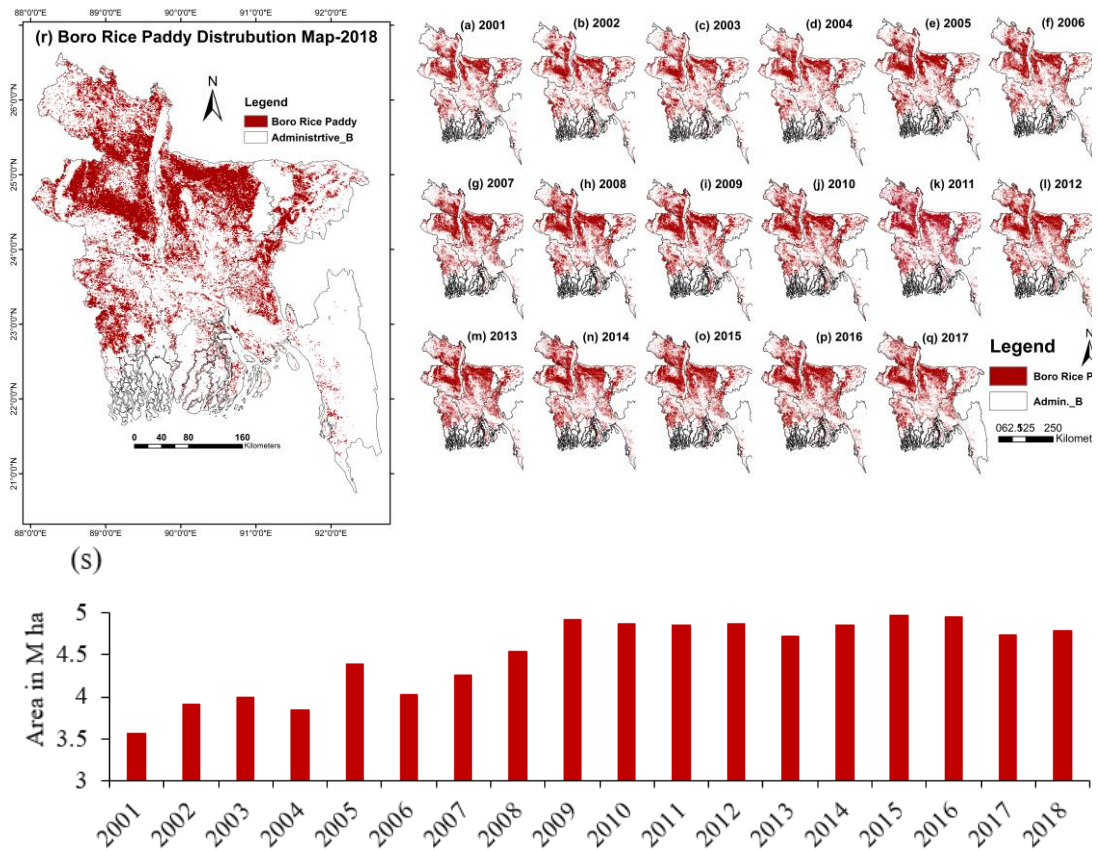 (r) Boro Rice Paddy Distrubution Map-2018
N
Legend
Boro Rice Paddy
Administrtive_B
26°0'0"N
25°0'0"N
24°0'0"N
23°0'0"N
22°0'0"N
21°0'0"N
0 20 40 80 160
Kilometers
88°0'0"E 89°0'0"E 90°0'0"E 91°0'0"E 92°0'0"E
88°0'0"E 89°0'0"E 90°0'0"E 91°0'0"E 92°0'0"E
(a) 2001 (b) 2002 (c) 2003 (d) 2004 (e) 2005 (f) 2006
(g) 2007 (h) 2008 (i) 2009 (j) 2010 (k) 2011 (l) 2012
(m) 2013 (n) 2014 (o) 2015 (p) 2016 (q) 2017
Legend
Boro Rice P
Admin._B
250
Kilomet
(s)
Area in M ha
5
4.5
4
3.5
3
2001 2002 2003 2004 2005 2006 2007 2008 2009 2010 2011 2012 2013 2014 2015 2016 2017 2018